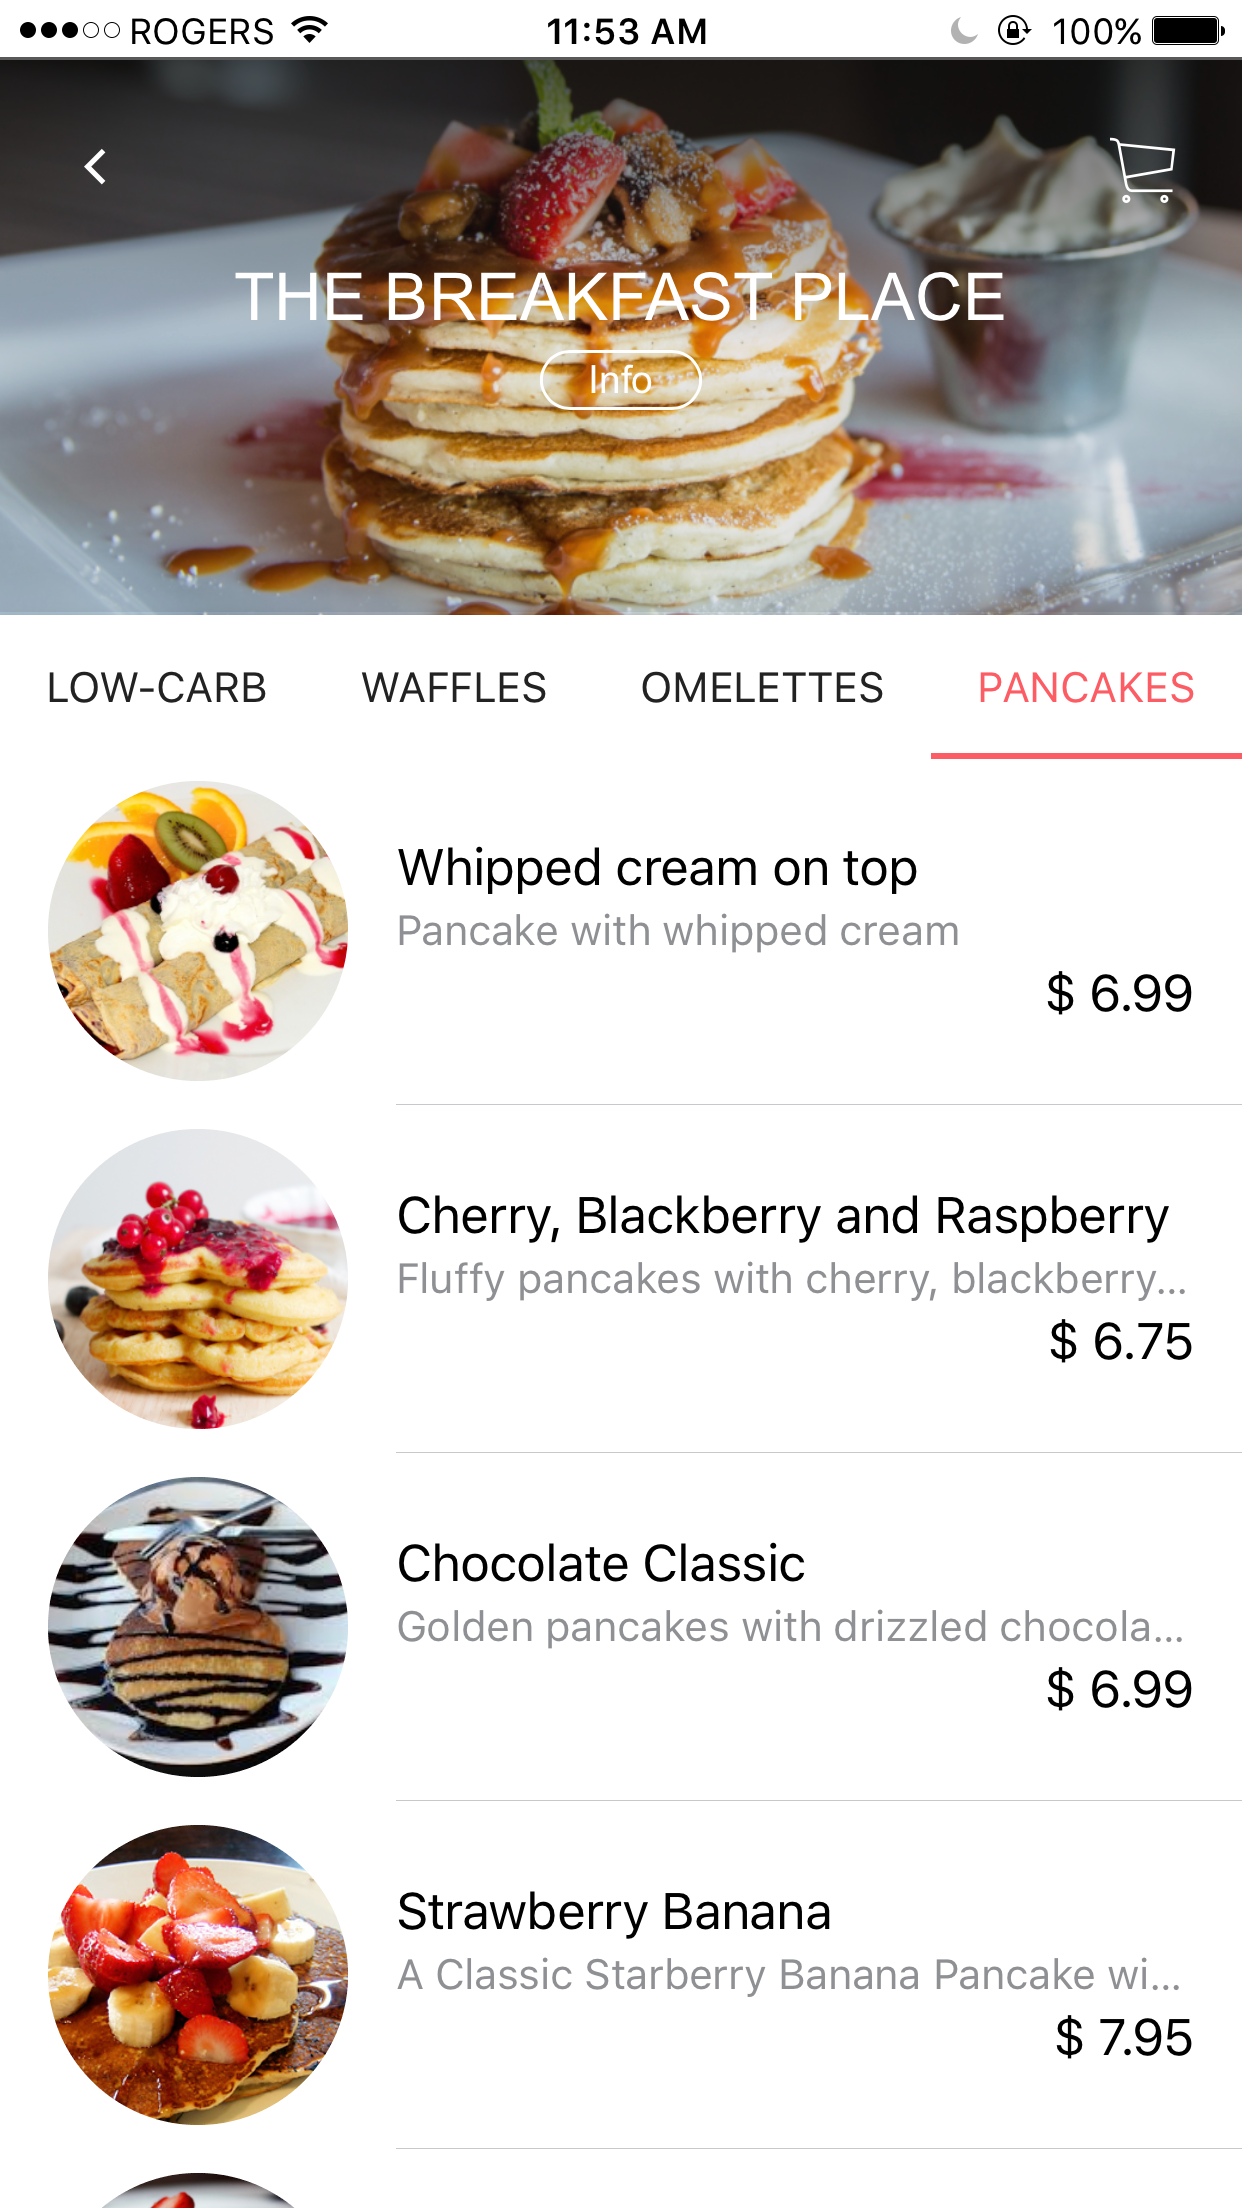 ROGERS 11:53 AM 100%
THE BREAKFAST PLACE
Info
LOW-CARB WAFFLES OMELETTES PANCAKES
Whipped cream on top
Pancake with whipped cream
$ 6.99
Cherry, Blackberry and Raspberry
Fluffy pancakes with cherry, blackberry...
$ 6.75
Chocolate Classic
Golden pancakes with drizzled chocola...
$ 6.99
Strawberry Banana
A Classic Starberry Banana Pancake wi...
$ 7.95